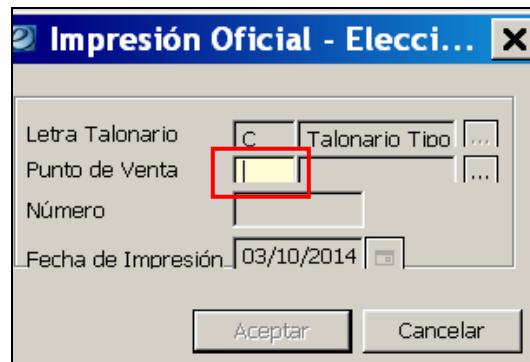 Impresión Oficial - Elecci...
Letra Talonario C Talonario Tipo ...
Punto de Venta ...
Número
Fecha de Impresión 03/10/2014
Aceptar Cancelar